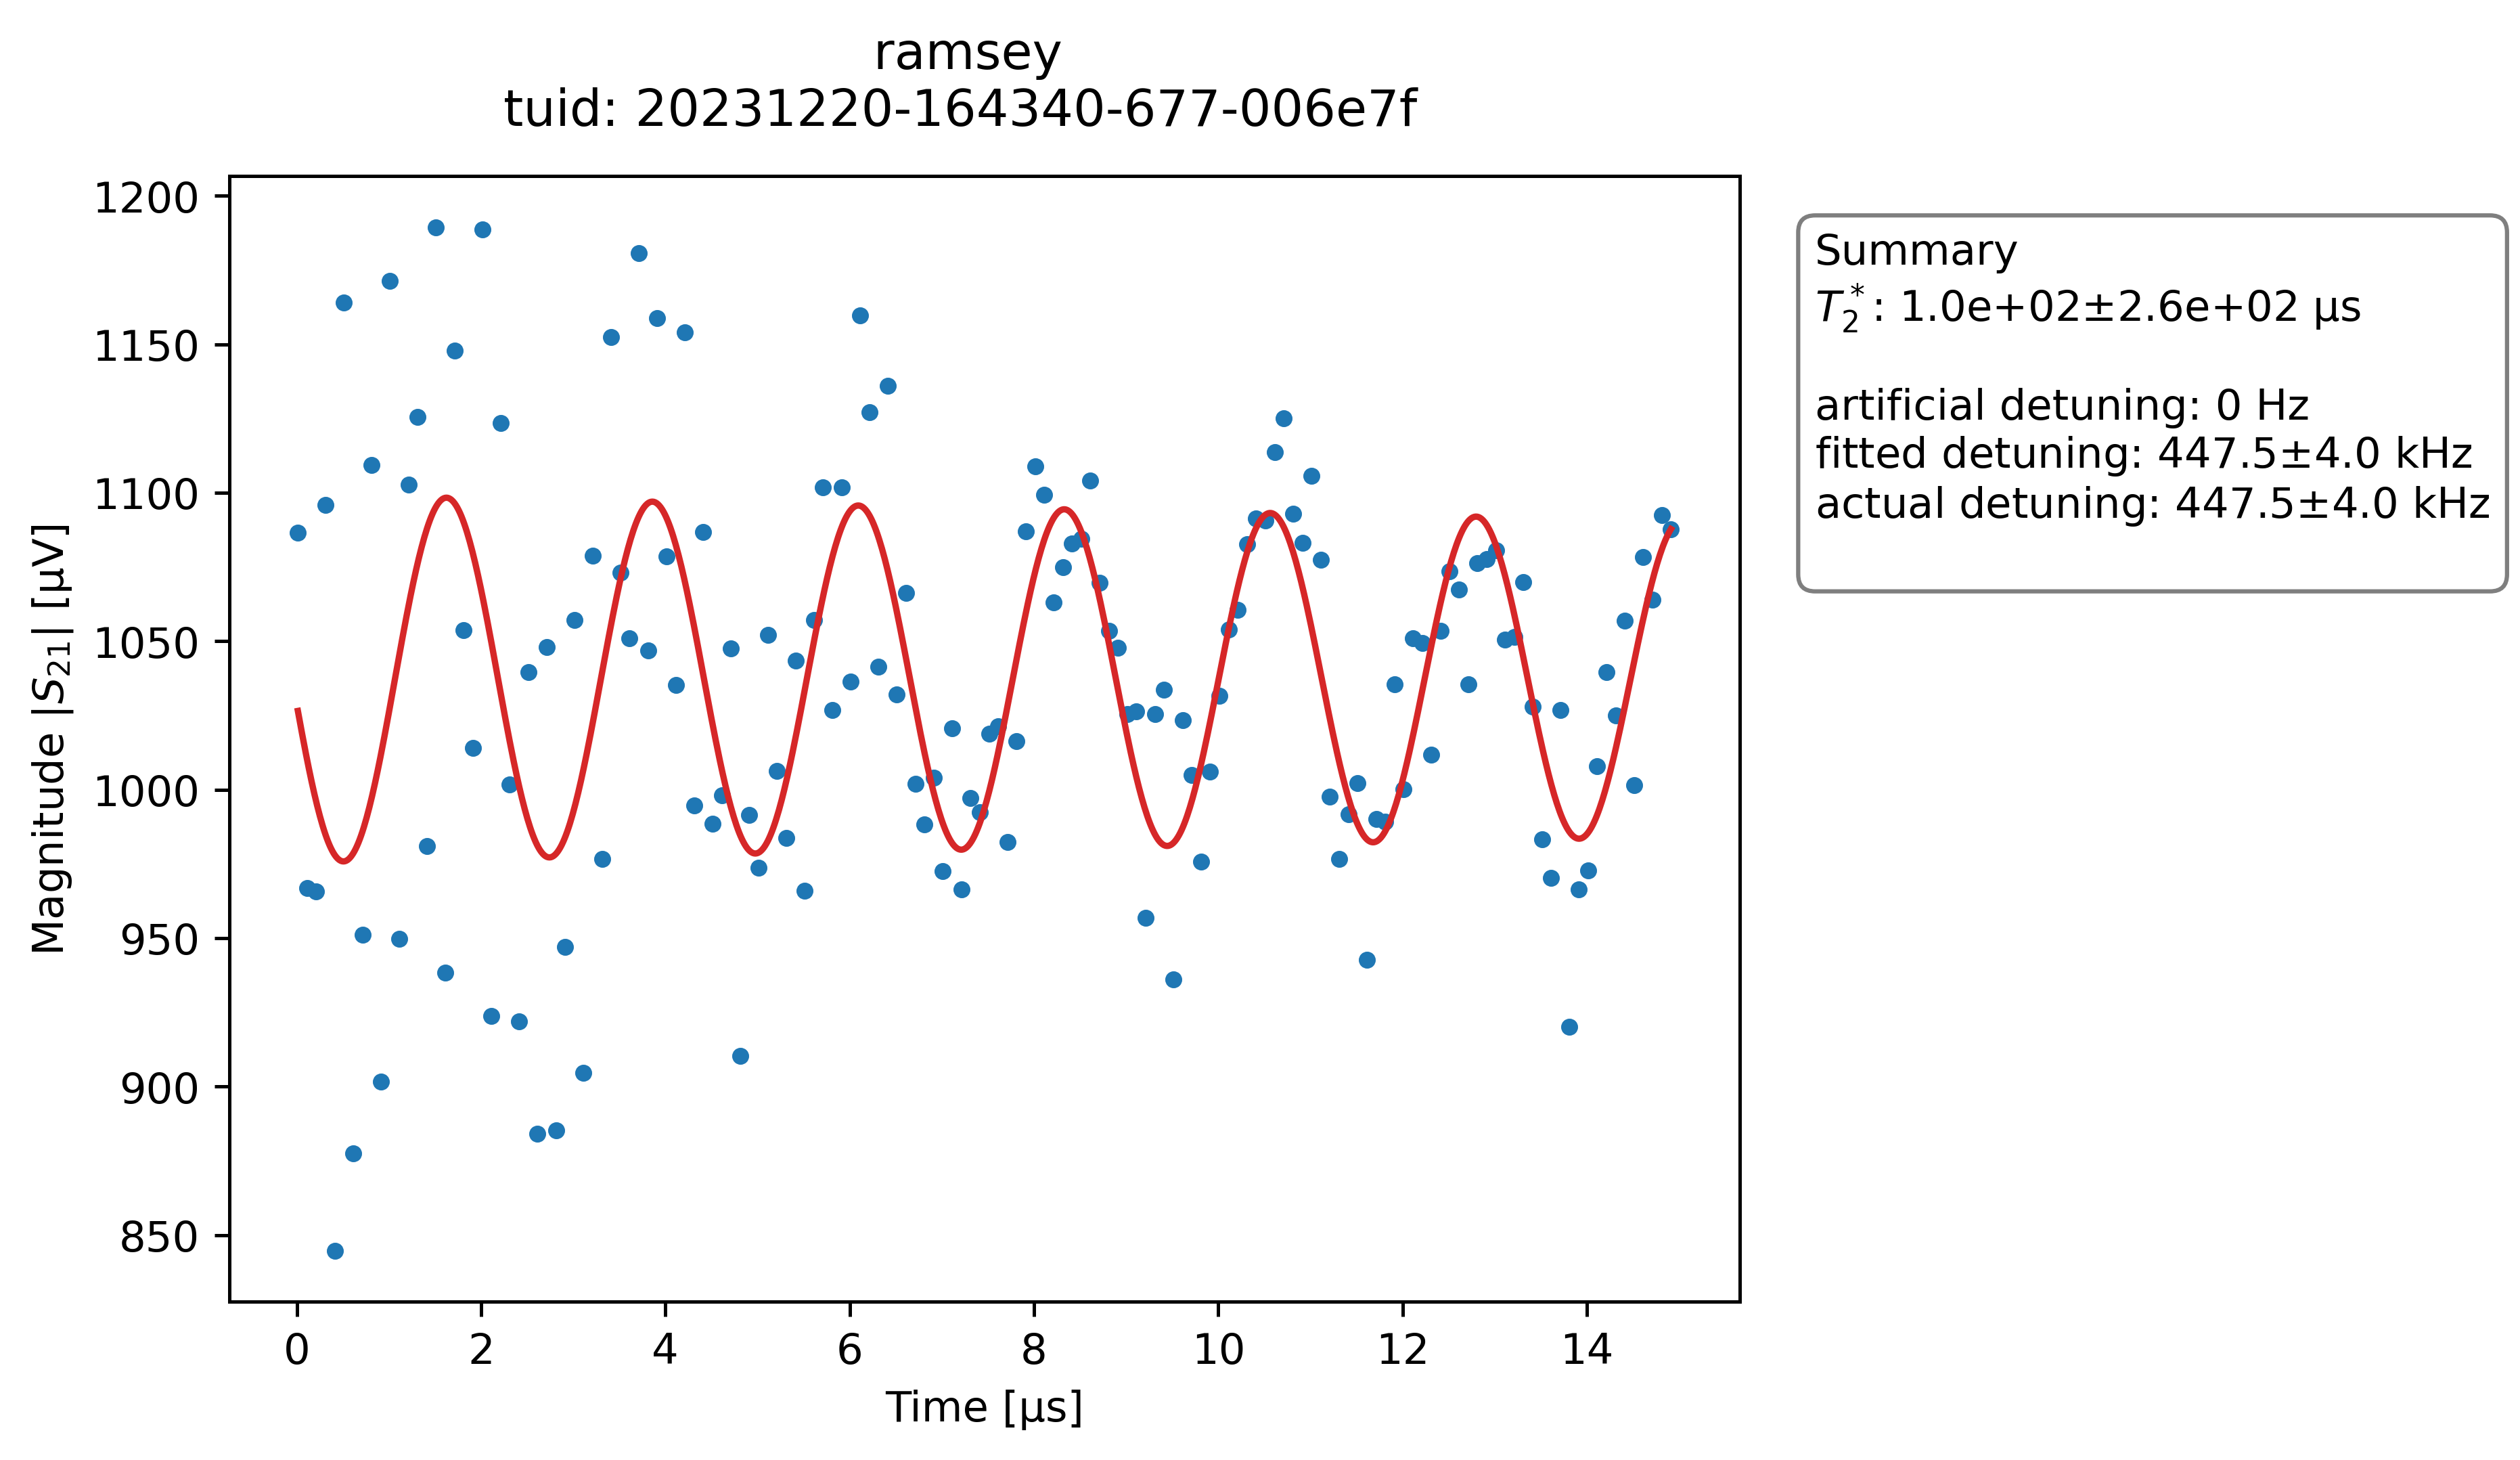 ramsey
tuid: 20231220-164340-677-006e7f
Magnitude |S21| [µV]
1200
1150
1100
1050
1000
950
900
850
0 2 4 6 8 10 12 14
Time [µs]
Summary
T2*: 1.0e+02±2.6e+02 µs
artificial detuning: 0 Hz
fitted detuning: 447.5±4.0 kHz
actual detuning: 447.5±4.0 kHz